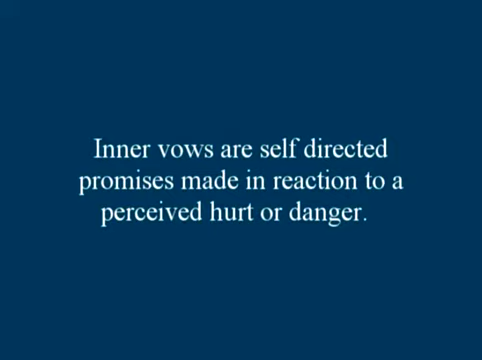 Inner vows are self directed
promises made in reaction to a
perceived hurt or danger.